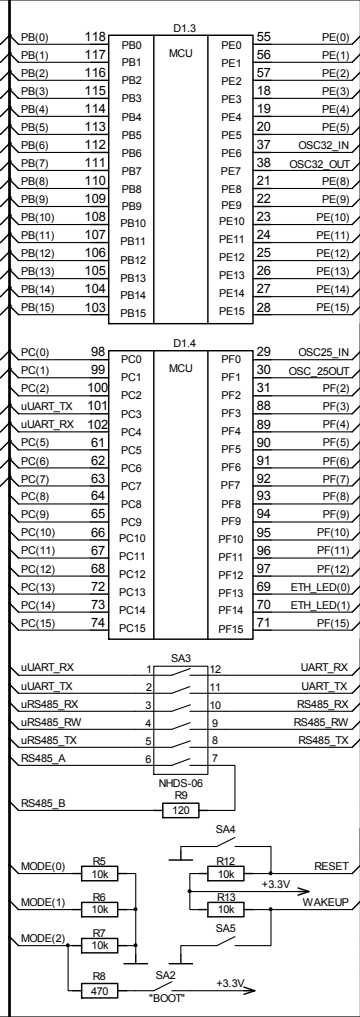 D1.3
PB(0) 118 PB0 MCU PE0 55 PE(0)
PB(1) 117 PB1 PE1 56 PE(1)
PB(2) 116 PB2 PE2 57 PE(2)
PB(3) 115 PB3 PE3 18 PE(3)
PB(4) 114 PB4 PE4 19 PE(4)
PB(5) 113 PB5 PE5 20 PE(5)
PB(6) 112 PB6 PE6 37 OSC32_IN
PB(7) 111 PB7 PE7 38 OSC32_OUT
PB(8) 110 PB8 PE8 21 PE(8)
PB(9) 109 PB9 PE9 22 PE(9)
PB(10) 108 PB10 PE10 23 PE(10)
PB(11) 107 PB11 PE11 24 PE(11)
PB(12) 106 PB12 PE12 25 PE(12)
PB(13) 105 PB13 PE13 26 PE(13)
PB(14) 104 PB14 PE14 27 PE(14)
PB(15) 103 PB15 PE15 28 PE(15)
D1.4
PC(0) 98 PC0 MCU PF0 29 OSC25_IN
PC(1) 99 PC1 PF1 30 OSC_25OUT
PC(2) 100 PC2 PF2 31 PF(2)
uUART_TX 101 PC3 PF3 88 PF(3)
uUART_RX 102 PC4 PF4 89 PF(4)
PC(5) 61 PC5 PF5 90 PF(5)
PC(6) 62 PC6 PF6 91 PF(6)
PC(7) 63 PC7 PF7 92 PF(7)
PC(8) 64 PC8 PF8 93 PF(8)
PC(9) 65 PC9 PF9 94 PF(9)
PC(10) 66 PC10 PF10 95 PF(10)
PC(11) 67 PC11 PF11 96 PF(11)
PC(12) 68 PC12 PF12 97 PF(12)
PC(13) 72 PC13 PF13 69 ETH_LED(0)
PC(14) 73 PC14 PF14 70 ETH_LED(1)
PC(15) 74 PC15 PF15 71 PF(15)
SA3
uUART_RX 1 12 UART_RX
uUART_TX 2 11 UART_TX
uRS485_RX 3 10 RS485_RX
uRS485_RW 4 9 RS485_RW
uRS485_TX 5 8 RS485_TX
RS485_A 6 7
NHDS-06
R9
RS485_B 120
SA4
MODE(0) R5 10k R12 10k RESET
+3.3V
MODE(1) R6 10k R13 10k WAKEUP
MODE(2) R7 10k SA5
R8 470 SA2 "BOOT" +3.3V